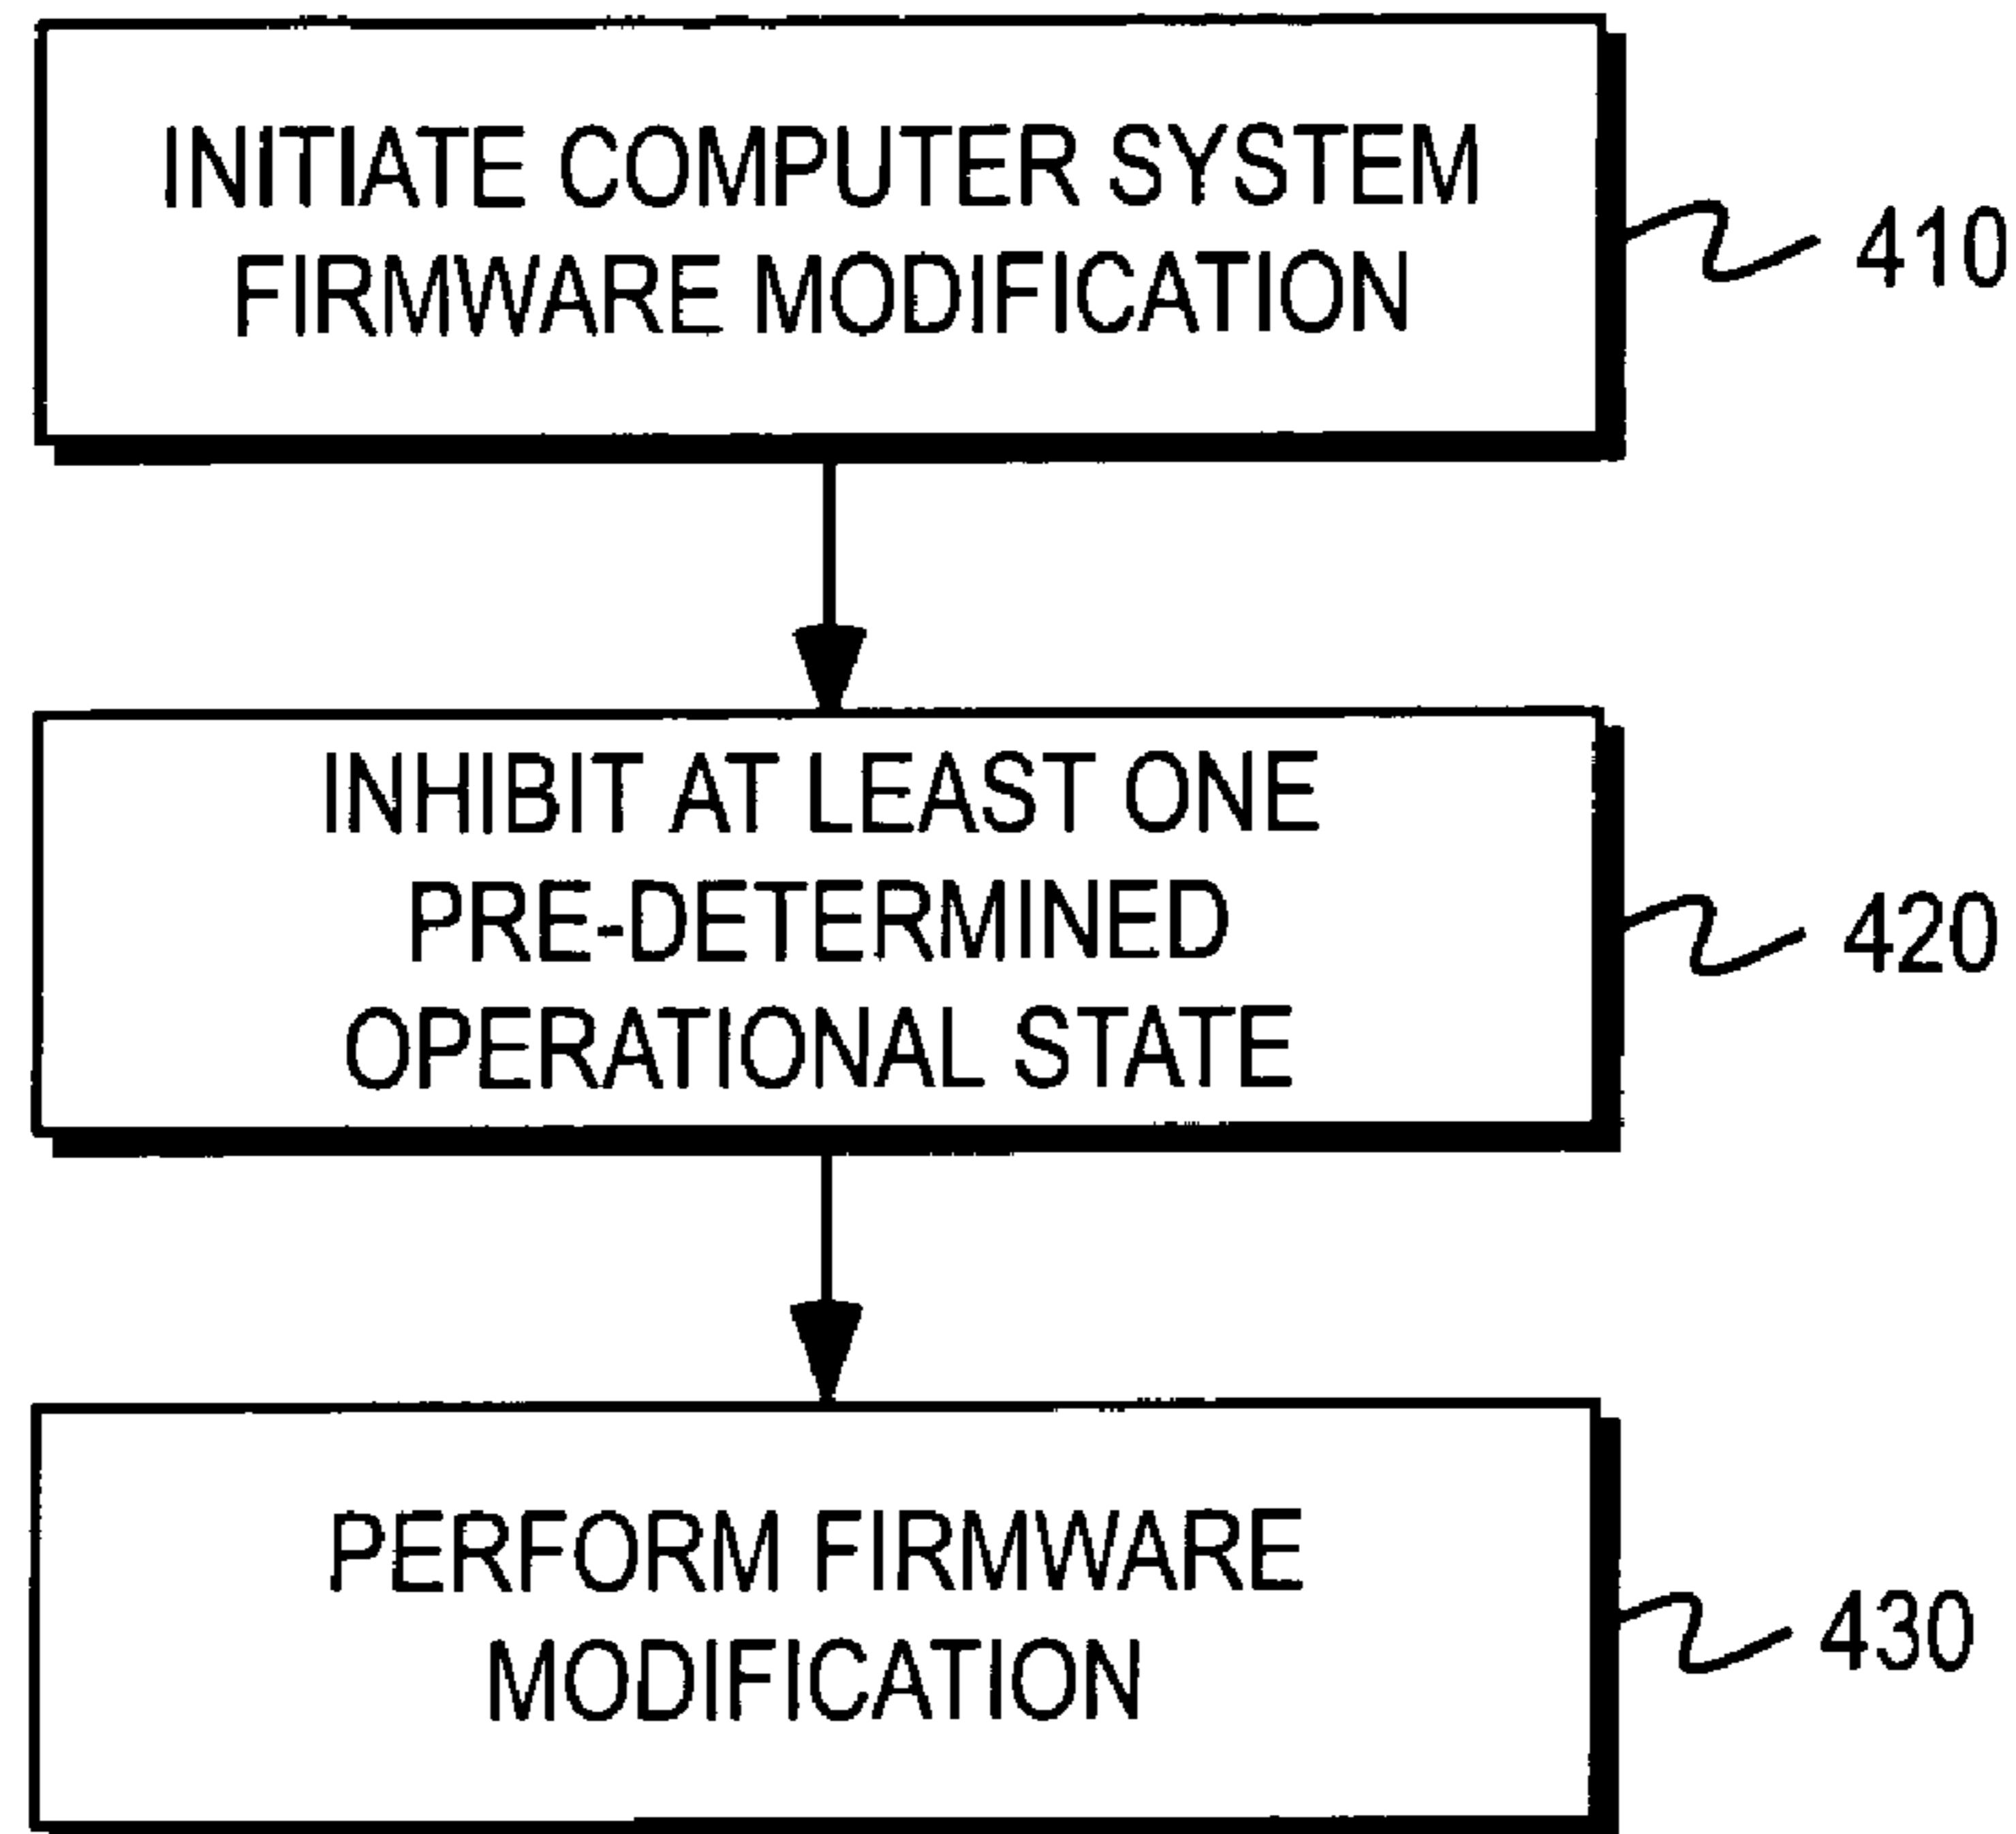 INITIATE COMPUTER SYSTEM
FIRMWARE MODIFICATION
410
INHIBIT AT LEAST ONE
PRE-DETERMINED
OPERATIONAL STATE
420
PERFORM FIRMWARE
MODIFICATION
430